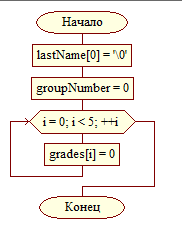 Начало
lastName[0] = '\0'
groupNumber = 0
i = 0; i < 5; ++i
grades[i] = 0
Конец